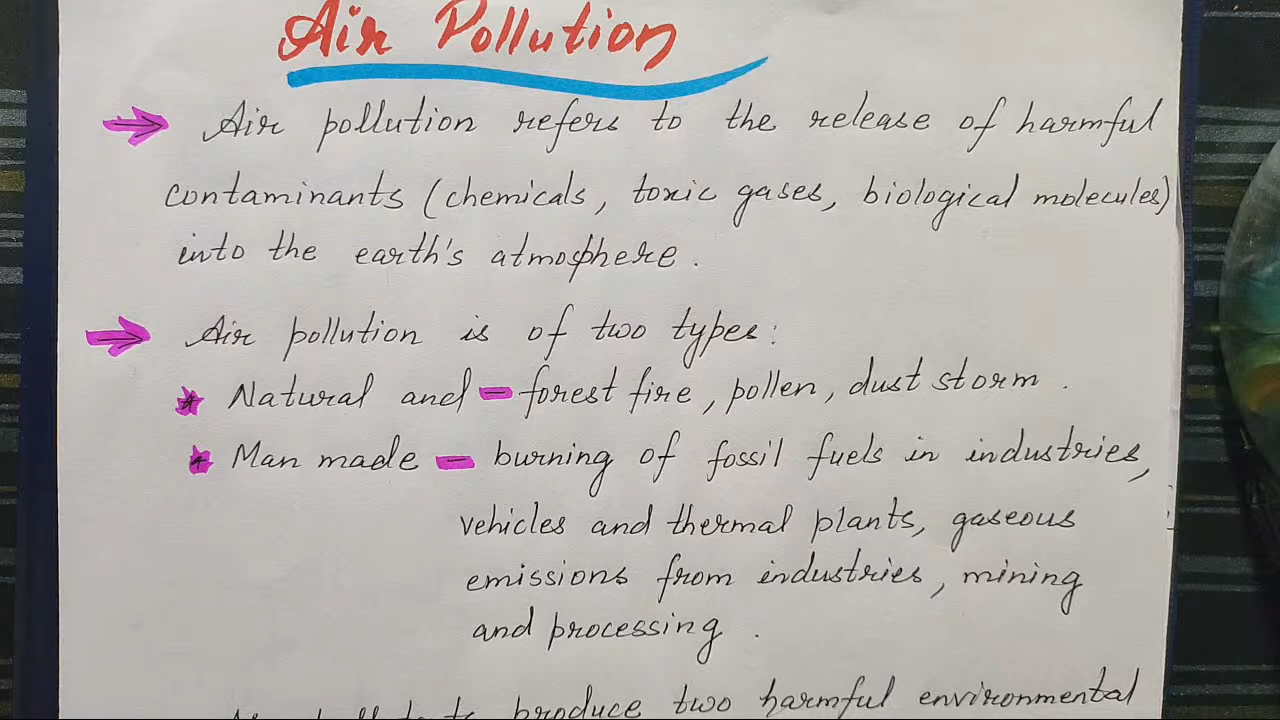 Air Pollution
Air pollution refers to the release of harmful
contaminants (chemicals, toxic gases, biological molecules)
into the earth's atmosphere.
Air pollution is of two types:
* Natural and - forest fire, pollen, dust storm.
* Man made - burning of fossil fuels in industries,
vehicles and thermal plants, gaseous
emissions from industries, mining
and processing.
produce two harmful environmental